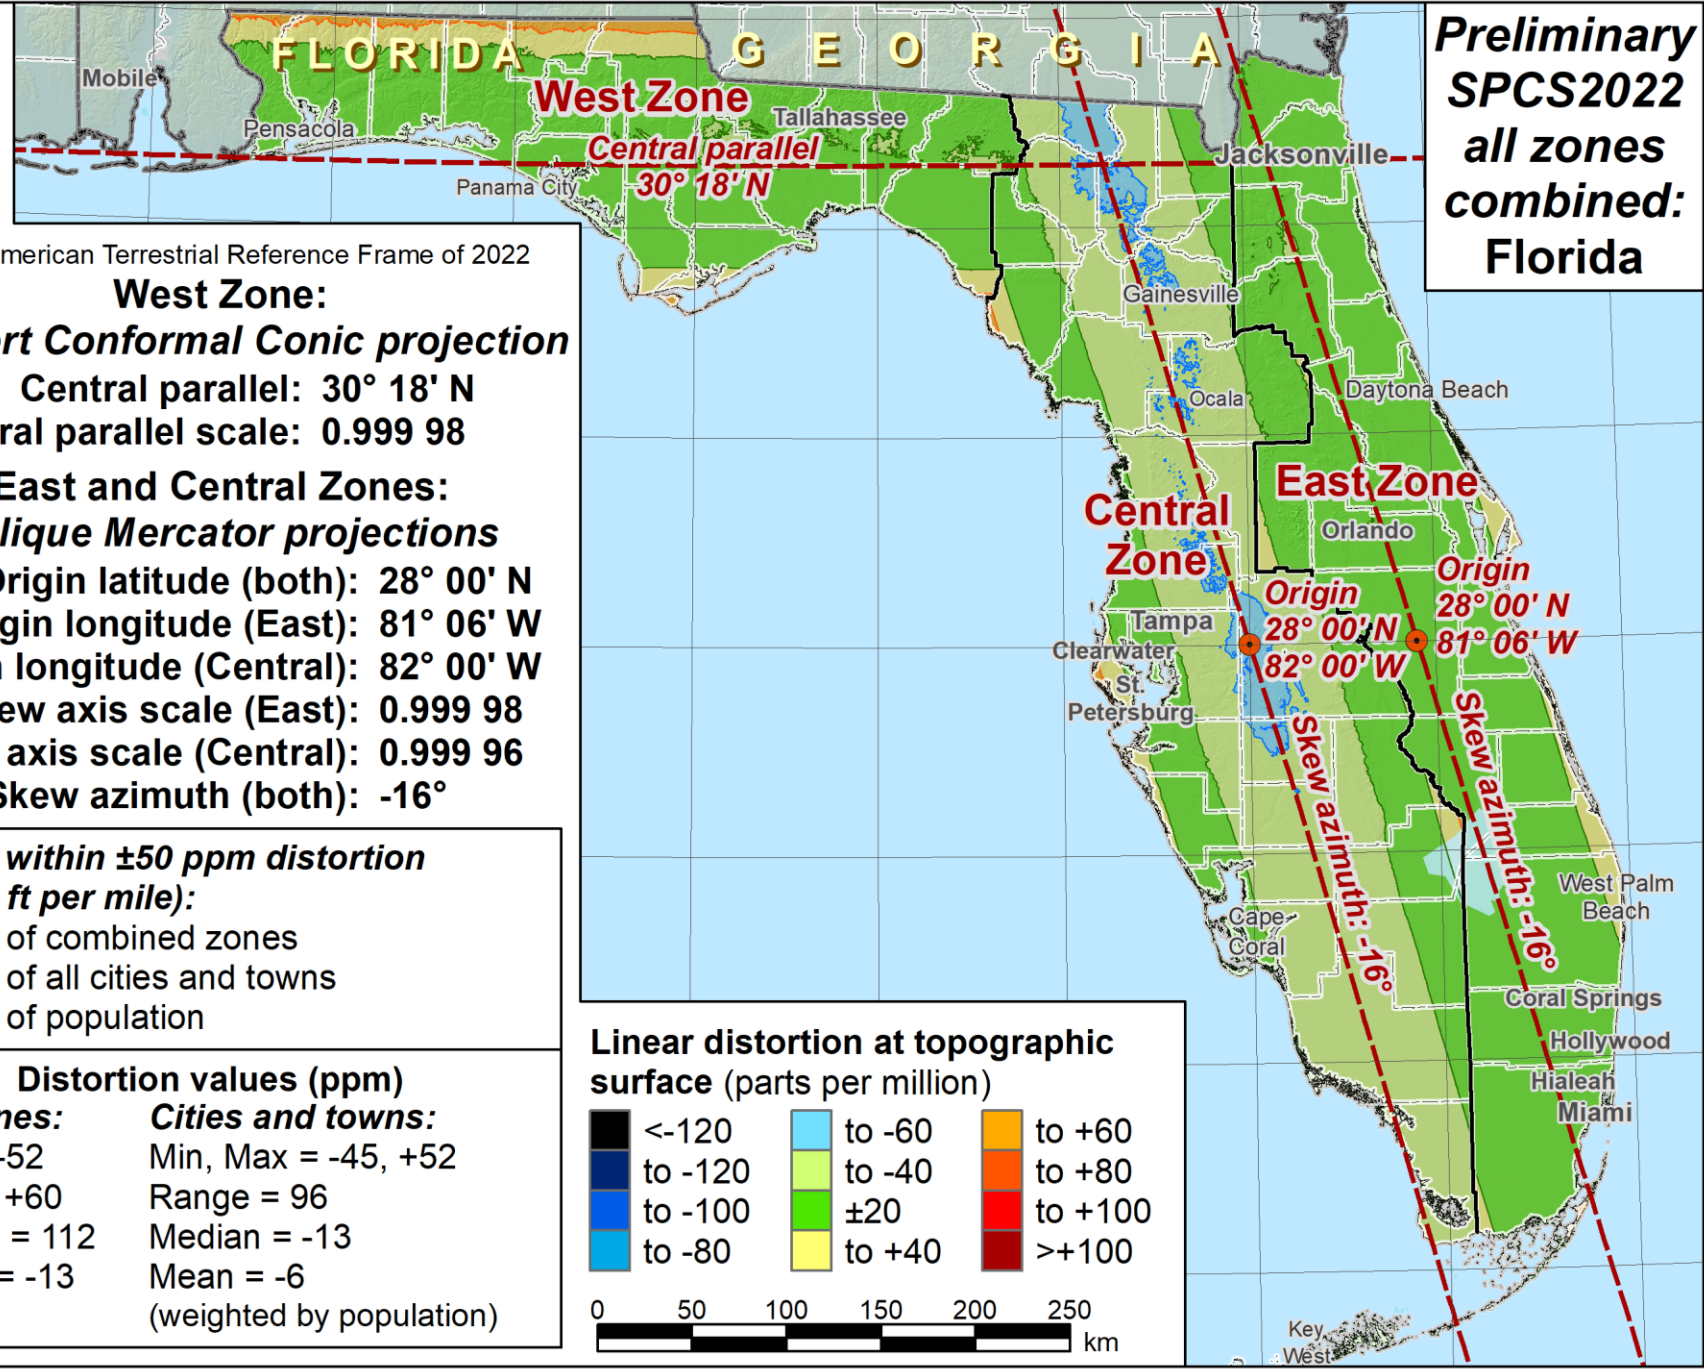 Preliminary
SPCS2022
all zones
combined:
Florida
FLORIDA
GEORGIA
Mobile
Pensacola
West Zone
Tallahassee
Central parallel
30° 18' N
Panama City
Jacksonville
Gainesville
Ocala
Daytona Beach
Central
Zone
East Zone
Orlando
Origin
28° 00' N
82° 00' W
Origin
28° 00' N
81° 06' W
Tampa
Clearwater
St.
Petersburg
Skew azimuth: -16°
Skew azimuth: -16°
Cape
Coral
West Palm
Beach
Coral Springs
Hollywood
Hialeah
Miami
Key
West
merican Terrestrial Reference Frame of 2022
West Zone:
rt Conformal Conic projection
Central parallel: 30° 18' N
ral parallel scale: 0.999 98
East and Central Zones:
lique Mercator projections
Origin latitude (both): 28° 00' N
gin longitude (East): 81° 06' W
longitude (Central): 82° 00' W
ew axis scale (East): 0.999 98
axis scale (Central): 0.999 96
Skew azimuth (both): -16°
within ±50 ppm distortion
ft per mile):
of combined zones
of all cities and towns
of population
Distortion values (ppm)
nes: Cities and towns:
-52 Min, Max = -45, +52
+60 Range = 96
= 112 Median = -13
= -13 Mean = -6
(weighted by population)
Linear distortion at topographic
surface (parts per million)
<-120 to -60 to +60
to -120 to -40 to +80
to -100 ±20 to +100
to -80 to +40 >+100
0 50 100 150 200 250
km